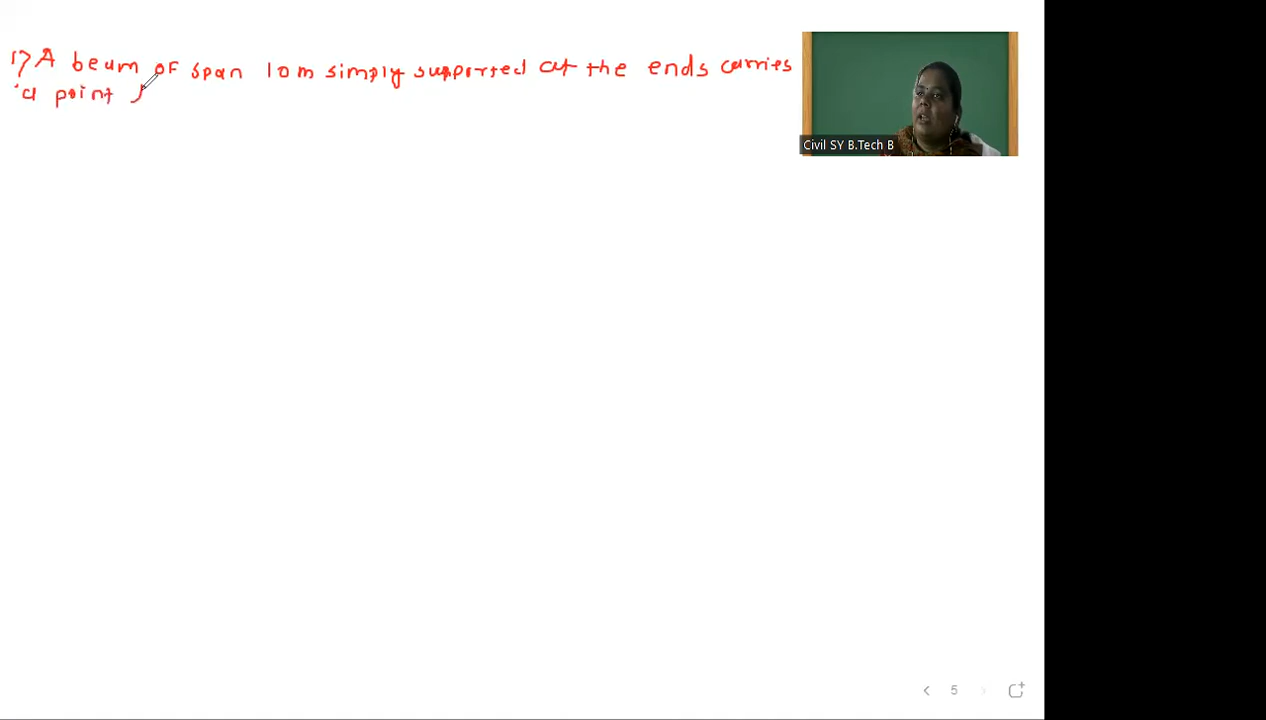 1) A beam of span 10m simply supported at the ends carries
a point
Civil SY B.Tech B
5